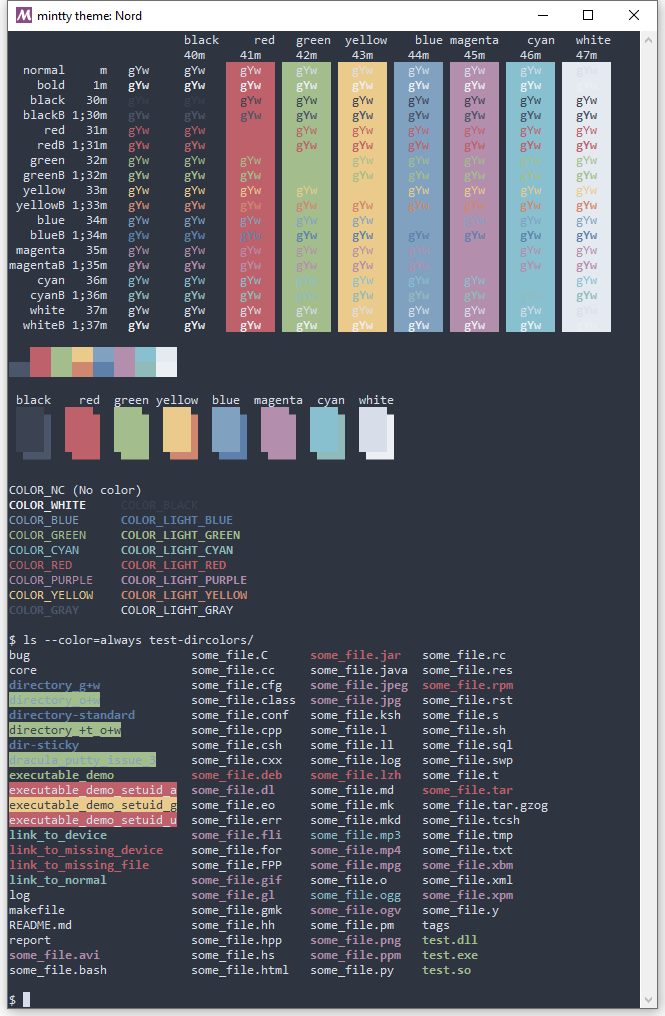 mintty theme: Nord
black red green yellow blue magenta cyan white
40m 41m 42m 43m 44m 45m 46m 47m
normal m gYw gYw gYw gYw gYw gYw gYw gYw gYw
bold 1m gYw gYw gYw gYw gYw gYw gYw gYw gYw
black 30m gYw gYw gYw gYw gYw gYw gYw gYw gYw
blackB 1;30m gYw gYw gYw gYw gYw gYw gYw gYw gYw
red 31m gYw gYw gYw gYw gYw gYw gYw gYw
redB 1;31m gYw gYw gYw gYw gYw gYw gYw gYw
green 32m gYw gYw gYw gYw gYw gYw gYw gYw
greenB 1;32m gYw gYw gYw gYw gYw gYw gYw gYw
yellow 33m gYw gYw gYw gYw gYw gYw gYw gYw
yellowB 1;33m gYw gYw gYw gYw gYw gYw gYw gYw gYw
blue 34m gYw gYw gYw gYw gYw gYw gYw gYw
blueB 1;34m gYw gYw gYw gYw gYw gYw gYw gYw gYw
magenta 35m gYw gYw gYw gYw gYw gYw gYw gYw
magentaB 1;35m gYw gYw gYw gYw gYw gYw gYw gYw
cyan 36m gYw gYw gYw gYw gYw gYw gYw gYw
cyanB 1;36m gYw gYw gYw gYw gYw gYw gYw gYw gYw
white 37m gYw gYw gYw gYw gYw gYw gYw gYw gYw
whiteB 1;37m gYw gYw gYw gYw gYw gYw gYw gYw gYw
black red green yellow blue magenta cyan white
COLOR_NC (No color)
COLOR_WHITE COLOR_BLACK
COLOR_BLUE COLOR_LIGHT_BLUE
COLOR_GREEN COLOR_LIGHT_GREEN
COLOR_CYAN COLOR_LIGHT_CYAN
COLOR_RED COLOR_LIGHT_RED
COLOR_PURPLE COLOR_LIGHT_PURPLE
COLOR_YELLOW COLOR_LIGHT_YELLOW
COLOR_GRAY COLOR_LIGHT_GRAY
$ ls --color=always test-dircolors/
bug some_file.C some_file.jar some_file.rc
core some_file.cc some_file.java some_file.res
directory_g+w some_file.cfg some_file.jpeg some_file.rpm
directory_o+w some_file.class some_file.jpg some_file.rst
directory-standard some_file.conf some_file.ksh some_file.s
directory_+t_o+w some_file.cpp some_file.l some_file.sh
dir-sticky some_file.csh some_file.ll some_file.sql
dracula_putty_issue_3 some_file.cxx some_file.log some_file.swp
executable_demo some_file.deb some_file.lzh some_file.t
executable_demo_setuid_a some_file.dl some_file.md some_file.tar
executable_demo_setuid_g some_file.eo some_file.mk some_file.tar.gzog
executable_demo_setuid_u some_file.err some_file.mkd some_file.tcsh
link_to_device some_file.fli some_file.mp3 some_file.tmp
link_to_missing_device some_file.for some_file.mp4 some_file.txt
link_to_missing_file some_file.FPP some_file.mpg some_file.xbm
link_to_normal some_file.gif some_file.o some_file.xml
log some_file.gl some_file.ogg some_file.xpm
makefile some_file.gmk some_file.ogv some_file.y
README.md some_file.hh some_file.pm tags
report some_file.hpp some_file.png test.dll
some_file.avi some_file.hs some_file.ppm test.exe
some_file.bash some_file.html some_file.py test.so
$